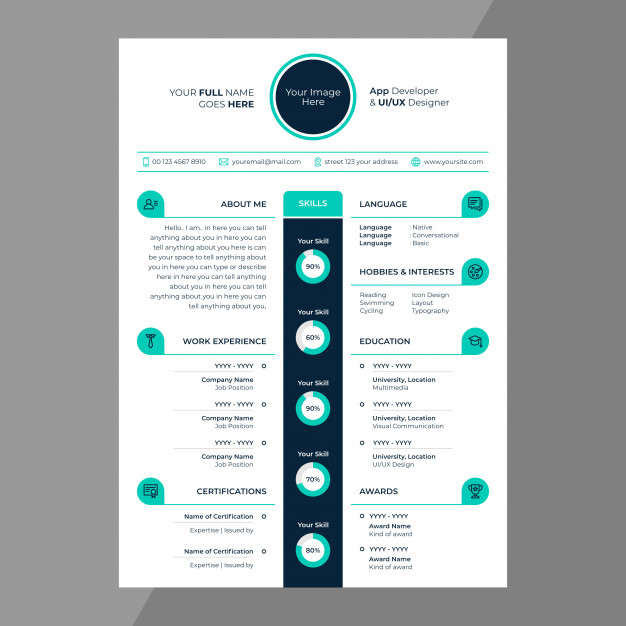 YOUR FULL NAME
GOES HERE
Your Image
Here
App Developer
& UI/UX Designer
00 123 4567 8910
youremail@mail.com
street 123 your address
www.yoursite.com
ABOUT ME
Hello.. I am.. in here you can tell
anything about you in here you can
tell anything about you here is can
be your space to tell anything about
you in here you can type or describe
here in here you can tell anything
about you in here you can tell
anything about you.
WORK EXPERIENCE
YYYY - YYYY
Company Name
Job Position
YYYY - YYYY
Company Name
Job Position
YYYY - YYYY
Company Name
Job Position
CERTIFICATIONS
Name of Certification
Expertise | Issued by
Name of Certification
Expertise | Issued by
SKILLS
Your Skill
90%
Your Skill
60%
Your Skill
90%
Your Skill
70%
Your Skill
80%
LANGUAGE
Language : Native
Language : Conversational
Language : Basic
HOBBIES & INTERESTS
Reading Icon Design
Swimming Layout
Cycling Typography
EDUCATION
YYYY - YYYY
University, Location
Multimedia
YYYY - YYYY
University, Location
Visual Communication
YYYY - YYYY
University, Location
UI/UX Design
AWARDS
YYYY - YYYY
Award Name
Kind of award
YYYY - YYYY
Award Name
Kind of award